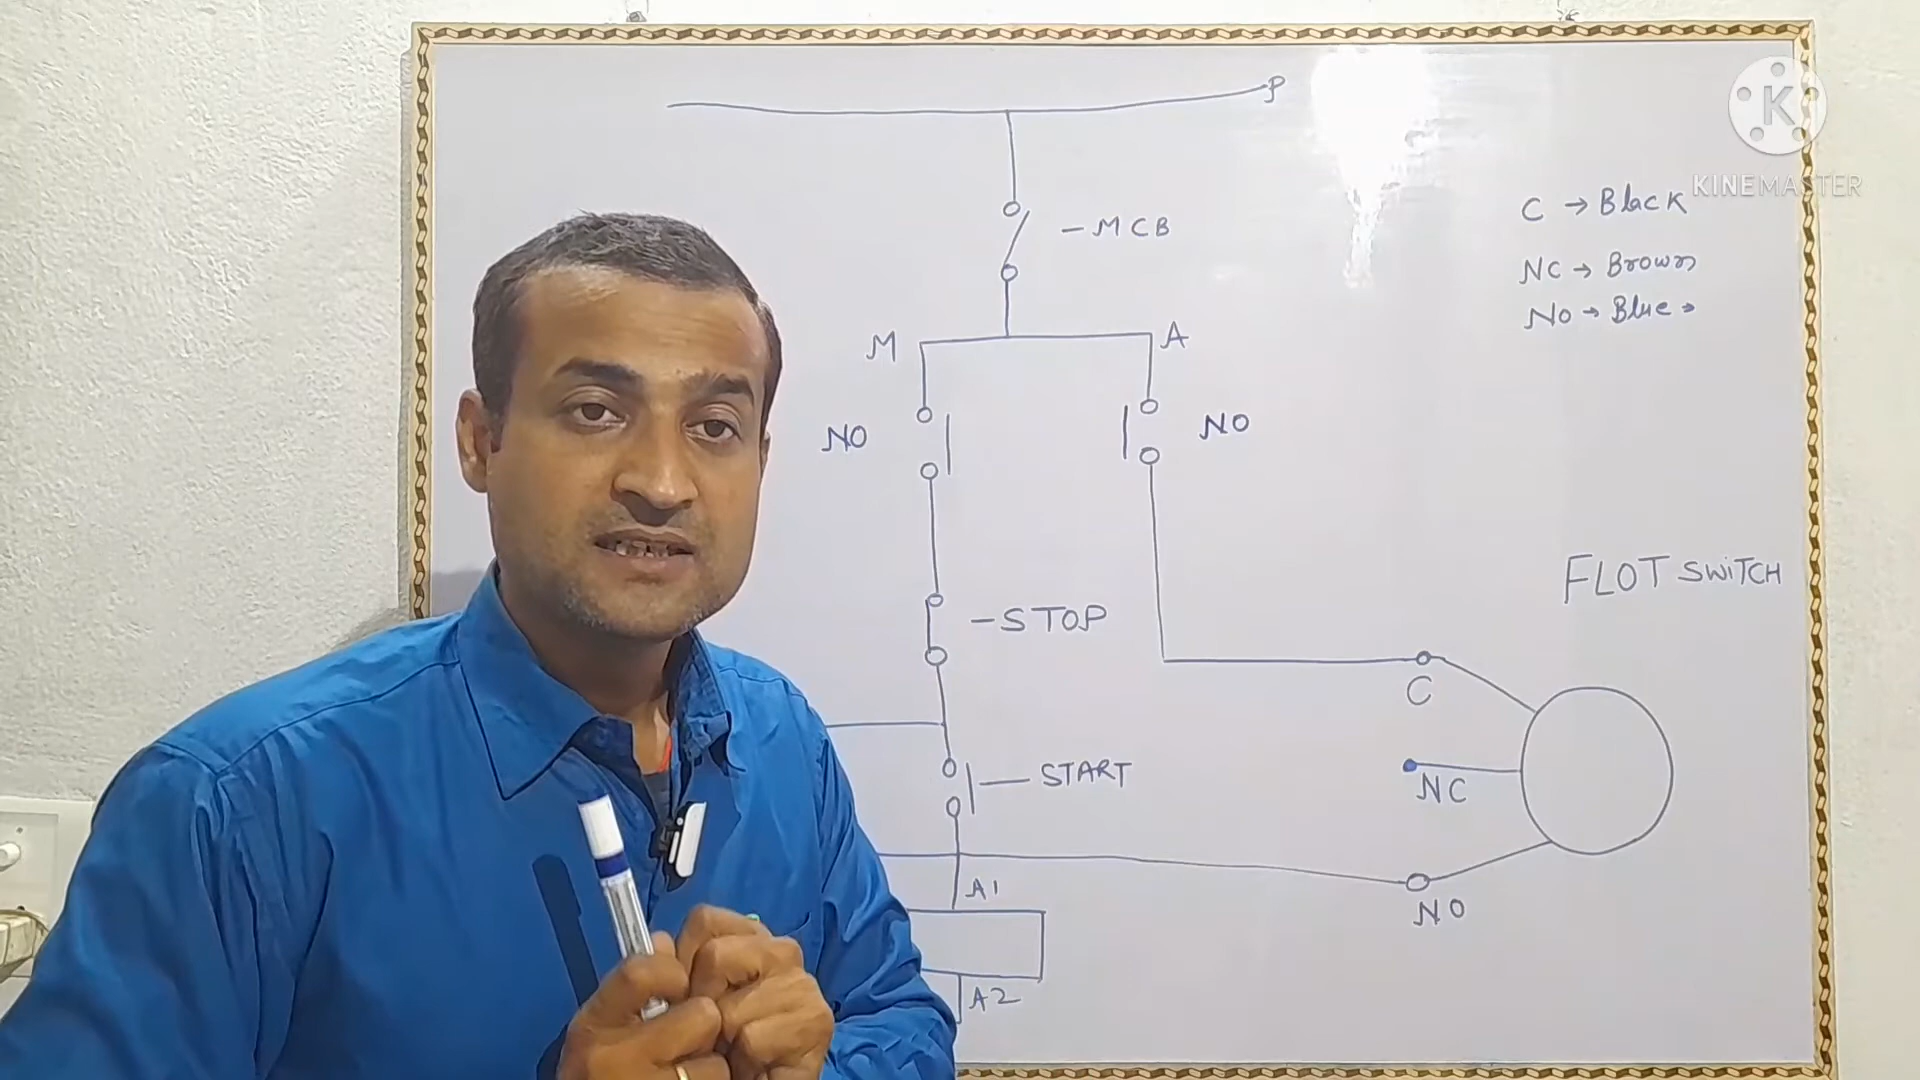 P
KINEMASTER
C → Black
- MCB
NC → Brown
NO → Blue →
M
A
NO
NO
FLOT SWITCH
- STOP
C
START
NC
A1
NO
A2